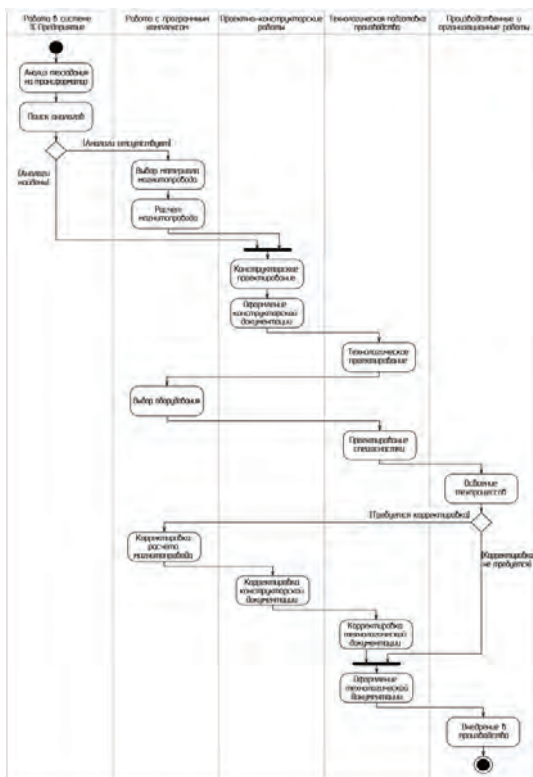 Работа в системе
% Предприятие
Работа с программным
комплексом
Проектно-конструкторские
работы
Технологическая подготовка
производства
Производственные и
организационные работы
Анализ техзадания
на трансформатор
Поиск аналогов
[Аналоги отсутствуют]
[Аналоги
найдены]
Выбор материала
магнитопровода
Расчет
магнитопровода
Конструкторское
проектирование
Оформление
конструкторской
документации
Технологическое
проектирование
Выбор оборудования
Проектирование
спецоснастки
Освоение
техпроцессов
[Требуется корректировка]
[Корректировка
не требуется]
Корректировка
расчета
магнитопровода
Корректировка
конструкторской
документации
Корректировка
технологической
документации
Оформление
технологической
документации
Внедрение в
производство